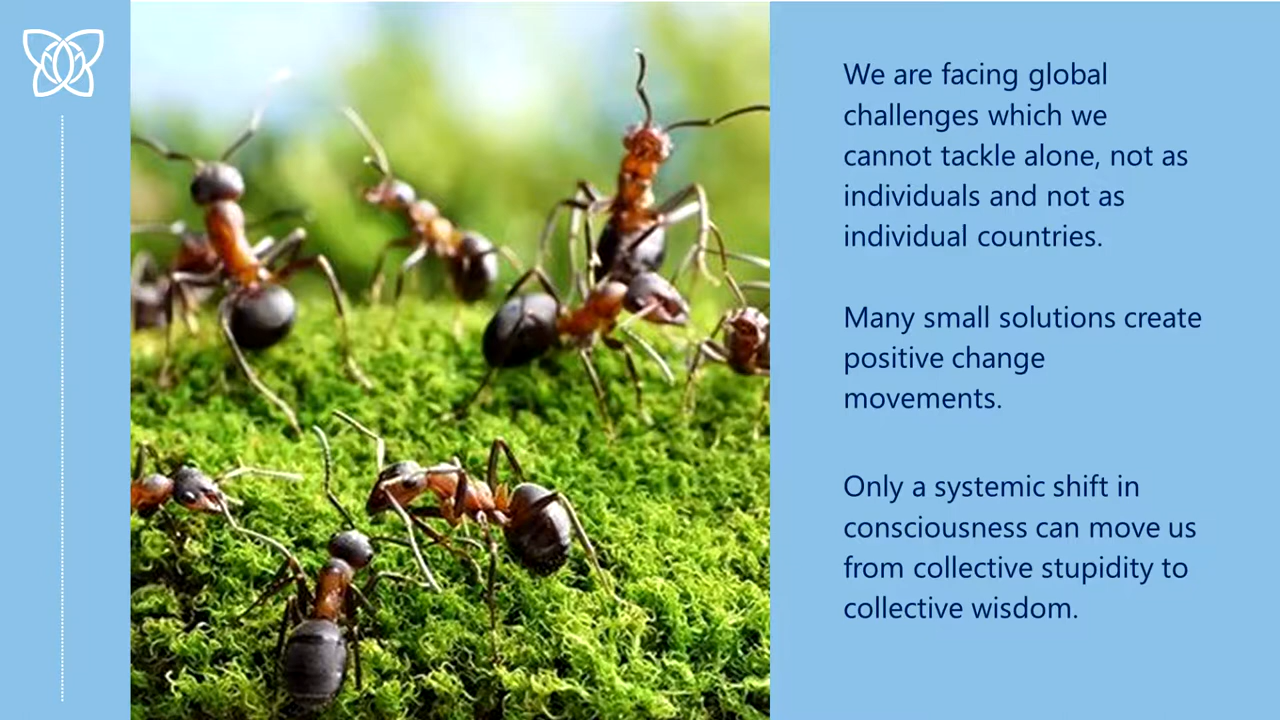 We are facing global
challenges which we
cannot tackle alone, not as
individuals and not as
individual countries.
Many small solutions create
positive change
movements.
Only a systemic shift in
consciousness can move us
from collective stupidity to
collective wisdom.